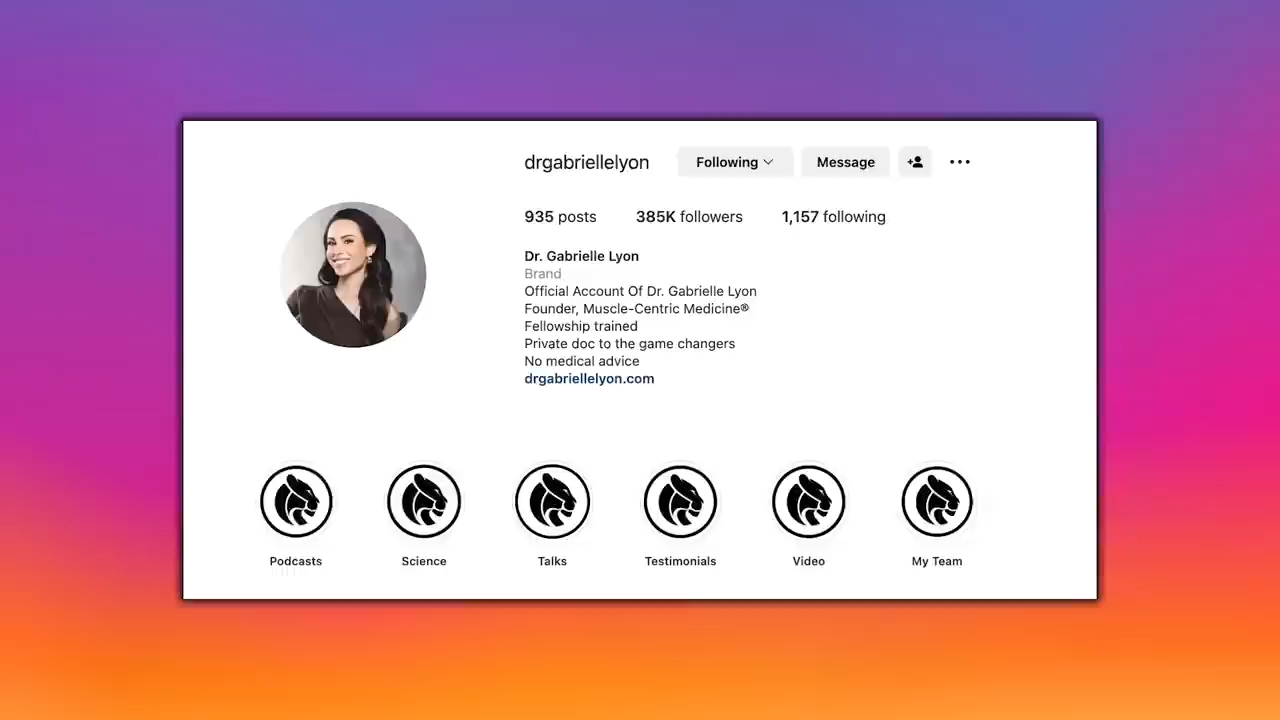 drgabriellelyon Following Message
935 posts 385K followers 1,157 following
Dr. Gabrielle Lyon
Brand
Official Account Of Dr. Gabrielle Lyon
Founder, Muscle-Centric Medicine®
Fellowship trained
Private doc to the game changers
No medical advice
drgabriellelyon.com
Podcasts Science Talks Testimonials Video My Team